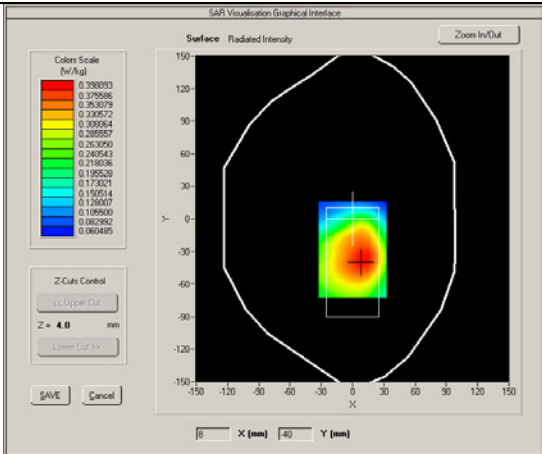 SAR Visualisation Graphical Interface
Surface Radiated Intensity
Zoom In/Out
Colors Scale
(W/kg)
0.398093
0.375586
0.353079
0.330572
0.308064
0.285557
0.263050
0.240543
0.218036
0.195528
0.173021
0.150514
0.128007
0.105500
0.082992
0.060485
150
120
90
60
30
0
-30
-60
-90
-120
-150
Y
-150 -120 -90 -60 -30 0 30 60 90 120 150
X
Z-Cuts Control
<< Upper Cut
Z = 4.0 mm
Lower Cut >>
SAVE Cancel
8 X (mm) -40 Y (mm)